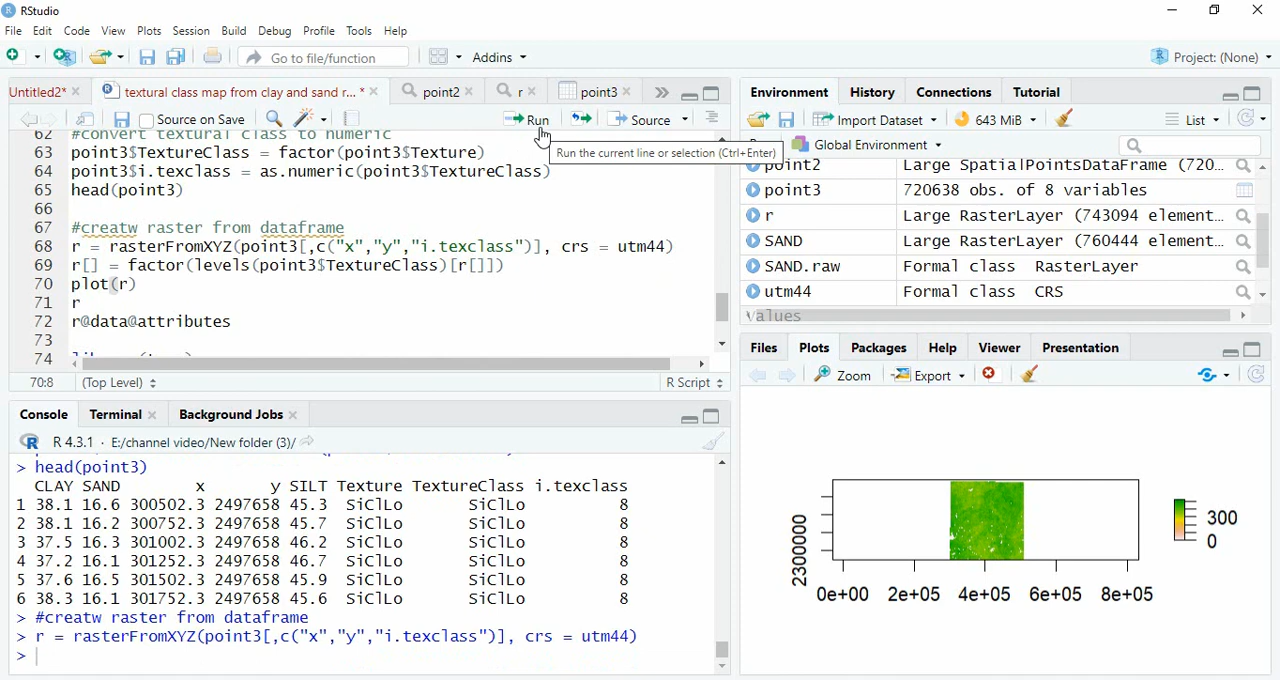 RStudio
File Edit Code View Plots Session Build Debug Profile Tools Help
Go to file/function Addins Project: (None)
Untitled2* textural class map from clay and sand r... * point2 r point3
Source on Save Run Source
Run the current line or selection (Ctrl+Enter)
62 #convert textural class to numeric
63 point3$TextureClass = factor(point3$Texture)
64 point3$i.texclass = as.numeric(point3$TextureClass)
65 head(point3)
66
67 #creatw raster from dataframe
68 r = rasterFromXYZ(point3[,c("x","y","i.texclass")], crs = utm44)
69 r[] = factor(levels(point3$TextureClass)[r[]])
70 plot(r)
71 r
72 r@data@attributes
73
74
70:8 (Top Level) R Script
Console Terminal Background Jobs
R 4.3.1 · E:/channel video/New folder (3)/
> head(point3)
CLAY SAND x y SILT Texture TextureClass i.texclass
1 38.1 16.6 300502.3 2497658 45.3 SiClLo SiClLo 8
2 38.1 16.2 300752.3 2497658 45.7 SiClLo SiClLo 8
3 37.5 16.3 301002.3 2497658 46.2 SiClLo SiClLo 8
4 37.2 16.1 301252.3 2497658 46.7 SiClLo SiClLo 8
5 37.6 16.5 301502.3 2497658 45.9 SiClLo SiClLo 8
6 38.3 16.1 301752.3 2497658 45.6 SiClLo SiClLo 8
> #creatw raster from dataframe
> r = rasterFromXYZ(point3[,c("x","y","i.texclass")], crs = utm44)
>
Environment History Connections Tutorial
Import Dataset 643 MiB List
Global Environment
point2 Large SpatialPointsDataFrame (720...
point3 720638 obs. of 8 variables
r Large RasterLayer (743094 element...
SAND Large RasterLayer (760444 element...
SAND.raw Formal class RasterLayer
utm44 Formal class CRS
Values
Files Plots Packages Help Viewer Presentation
Zoom Export
2300000
300
0
0e+00 2e+05 4e+05 6e+05 8e+05